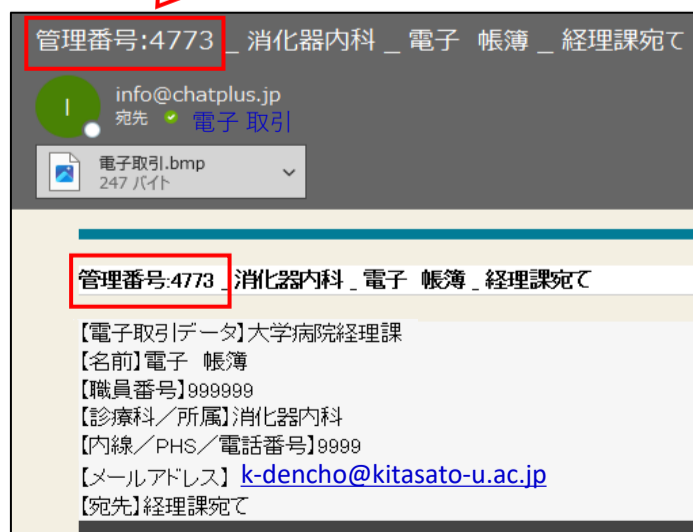 管理番号:4773 _ 消化器内科 _ 電子　帳簿 _ 経理課宛て
I
info@chatplus.jp
宛先 電子 取引
電子取引.bmp
247 バイト
管理番号:4773 _ 消化器内科 _ 電子　帳簿 _ 経理課宛て
【電子取引データ】大学病院経理課
【名前】電子　帳簿
【職員番号】999999
【診療科／所属】消化器内科
【内線／PHS／電話番号】9999
【メールアドレス】 k-dencho@kitasato-u.ac.jp
【宛先】経理課宛て